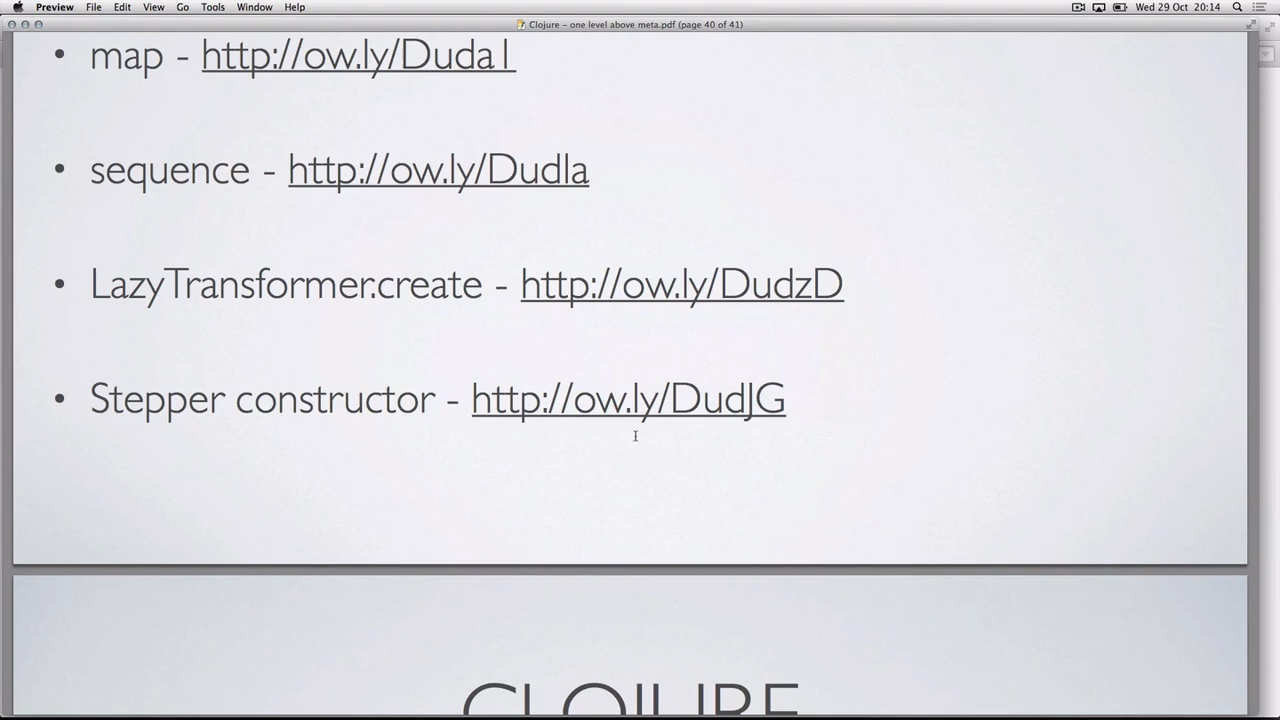 Preview File Edit View Go Tools Window Help Wed 29 Oct 20:14
Clojure - one level above meta.pdf (page 40 of 41)
• map - http://ow.ly/Duda1
• sequence - http://ow.ly/Dudla
• LazyTransformer.create - http://ow.ly/DudzD
• Stepper constructor - http://ow.ly/DudJG
CLOJURE